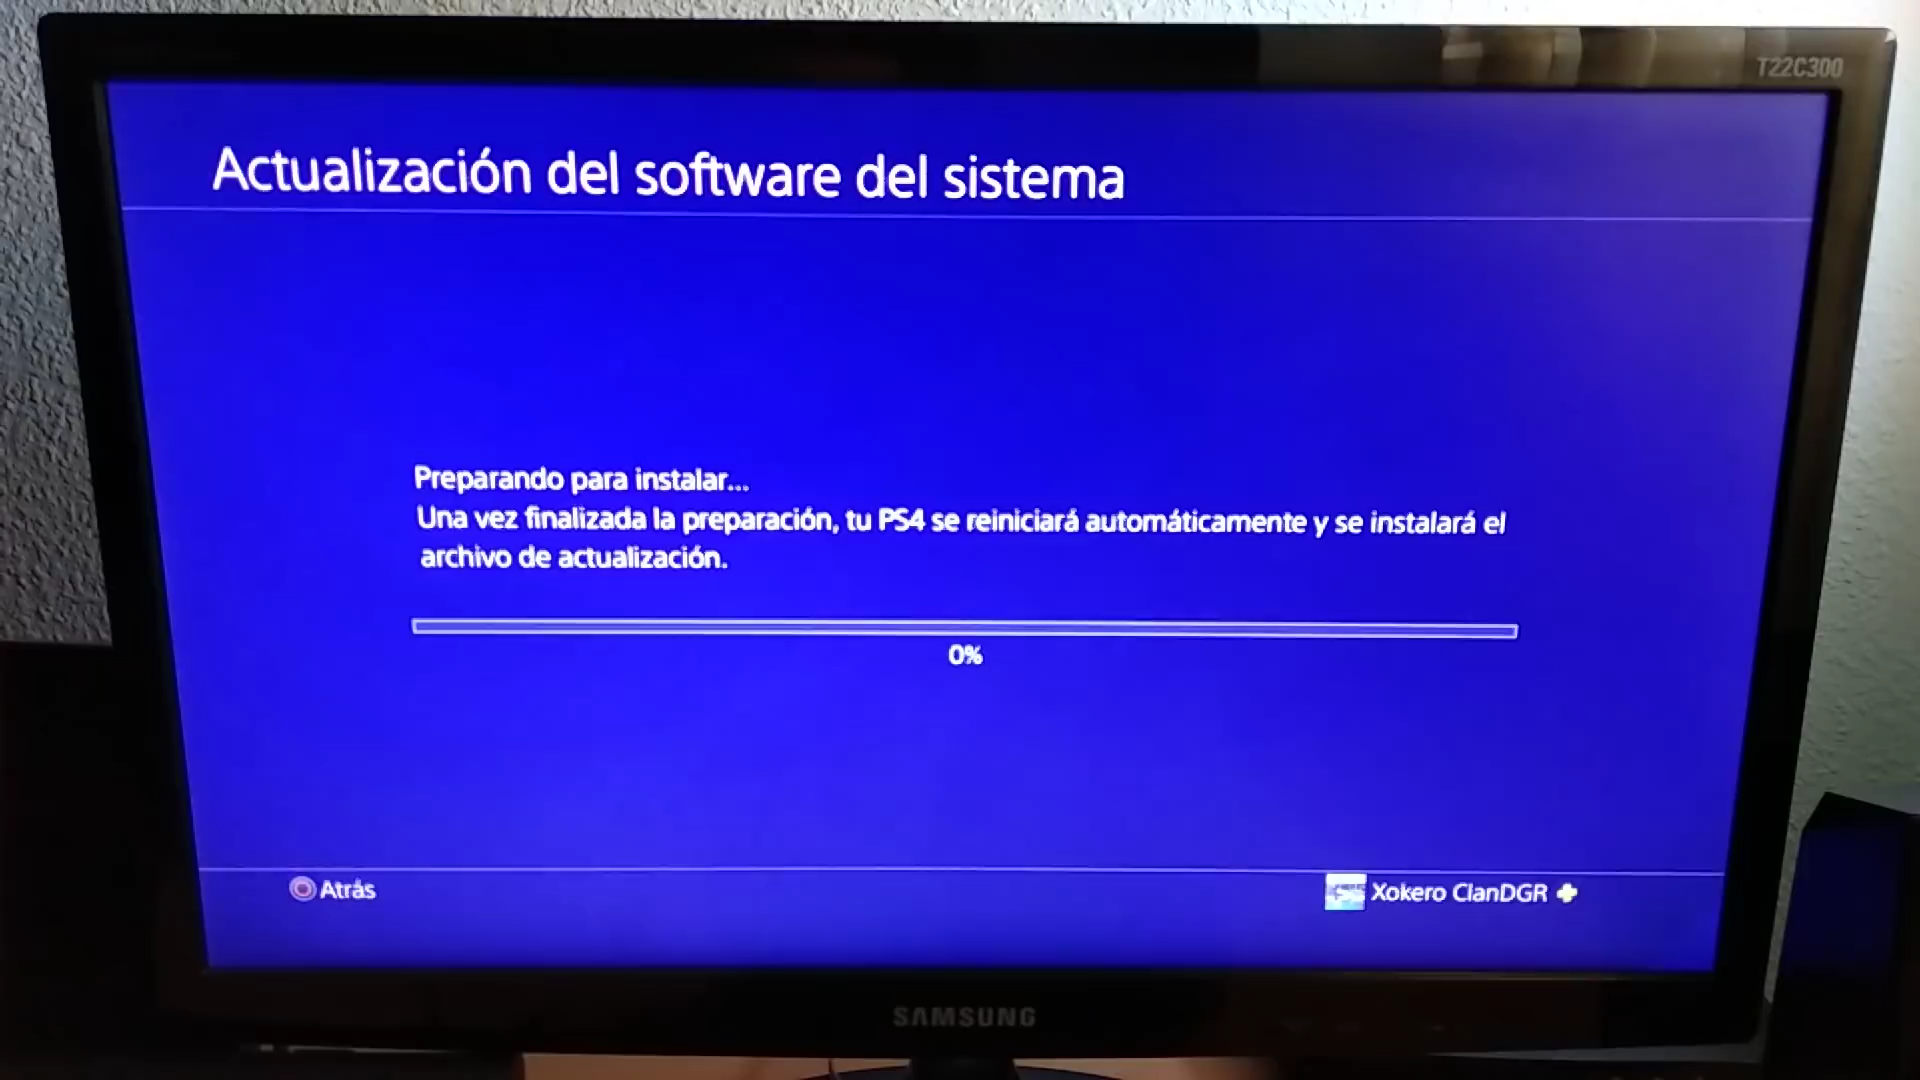 T22C300
Actualización del software del sistema
Preparando para instalar...
Una vez finalizada la preparación, tu PS4 se reiniciará automáticamente y se instalará el
archivo de actualización.
0%
Atrás
Xokero ClanDGR
SAMSUNG